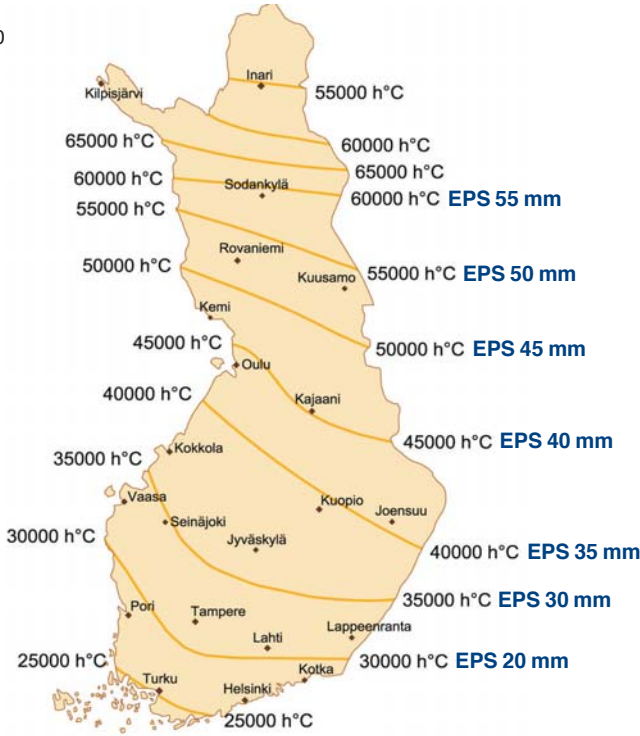 0
Inari
Kilpisjärvi
55000 h°C
65000 h°C
60000 h°C
65000 h°C
60000 h°C
Sodankylä
60000 h°C EPS 55 mm
55000 h°C
Rovaniemi
50000 h°C
Kuusamo
55000 h°C EPS 50 mm
Kemi
45000 h°C
50000 h°C EPS 45 mm
Oulu
40000 h°C
Kajaani
45000 h°C EPS 40 mm
Kokkola
35000 h°C
Vaasa
Kuopio
Joensuu
Seinäjoki
30000 h°C
Jyväskylä
40000 h°C EPS 35 mm
35000 h°C EPS 30 mm
Pori
Tampere
Lappeenranta
Lahti
25000 h°C
30000 h°C EPS 20 mm
Kotka
Turku
Helsinki
25000 h°C